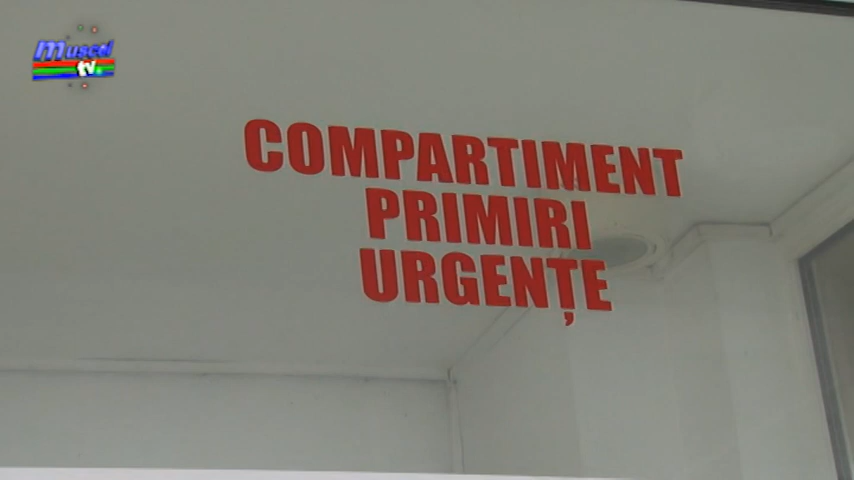 Muscel
tv.
COMPARTIMENT
PRIMIRI
URGENȚE